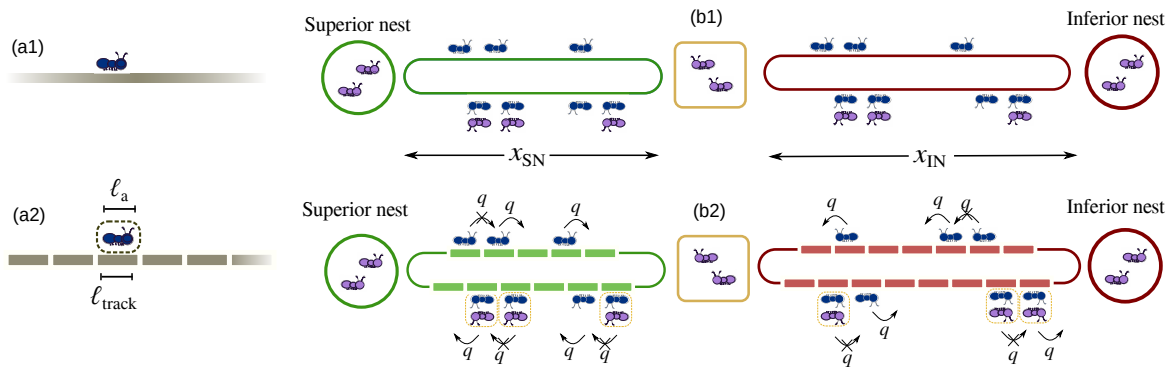 (a1)
Superior nest
(b1)
Inferior nest
x_SN
x_IN
(a2)
ℓ_a
ℓ_track
Superior nest
q q q
(b2)
q q q
Inferior nest
q q q q
q q q q